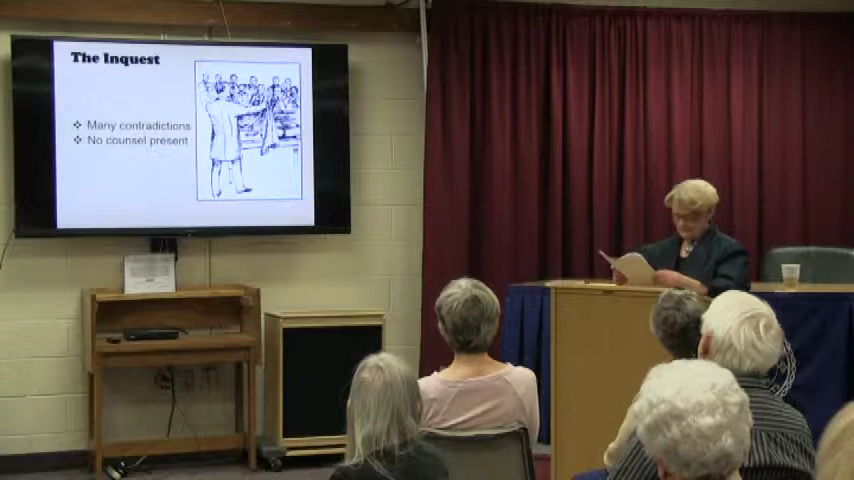 The Inquest
❖ Many contradictions
❖ No counsel present